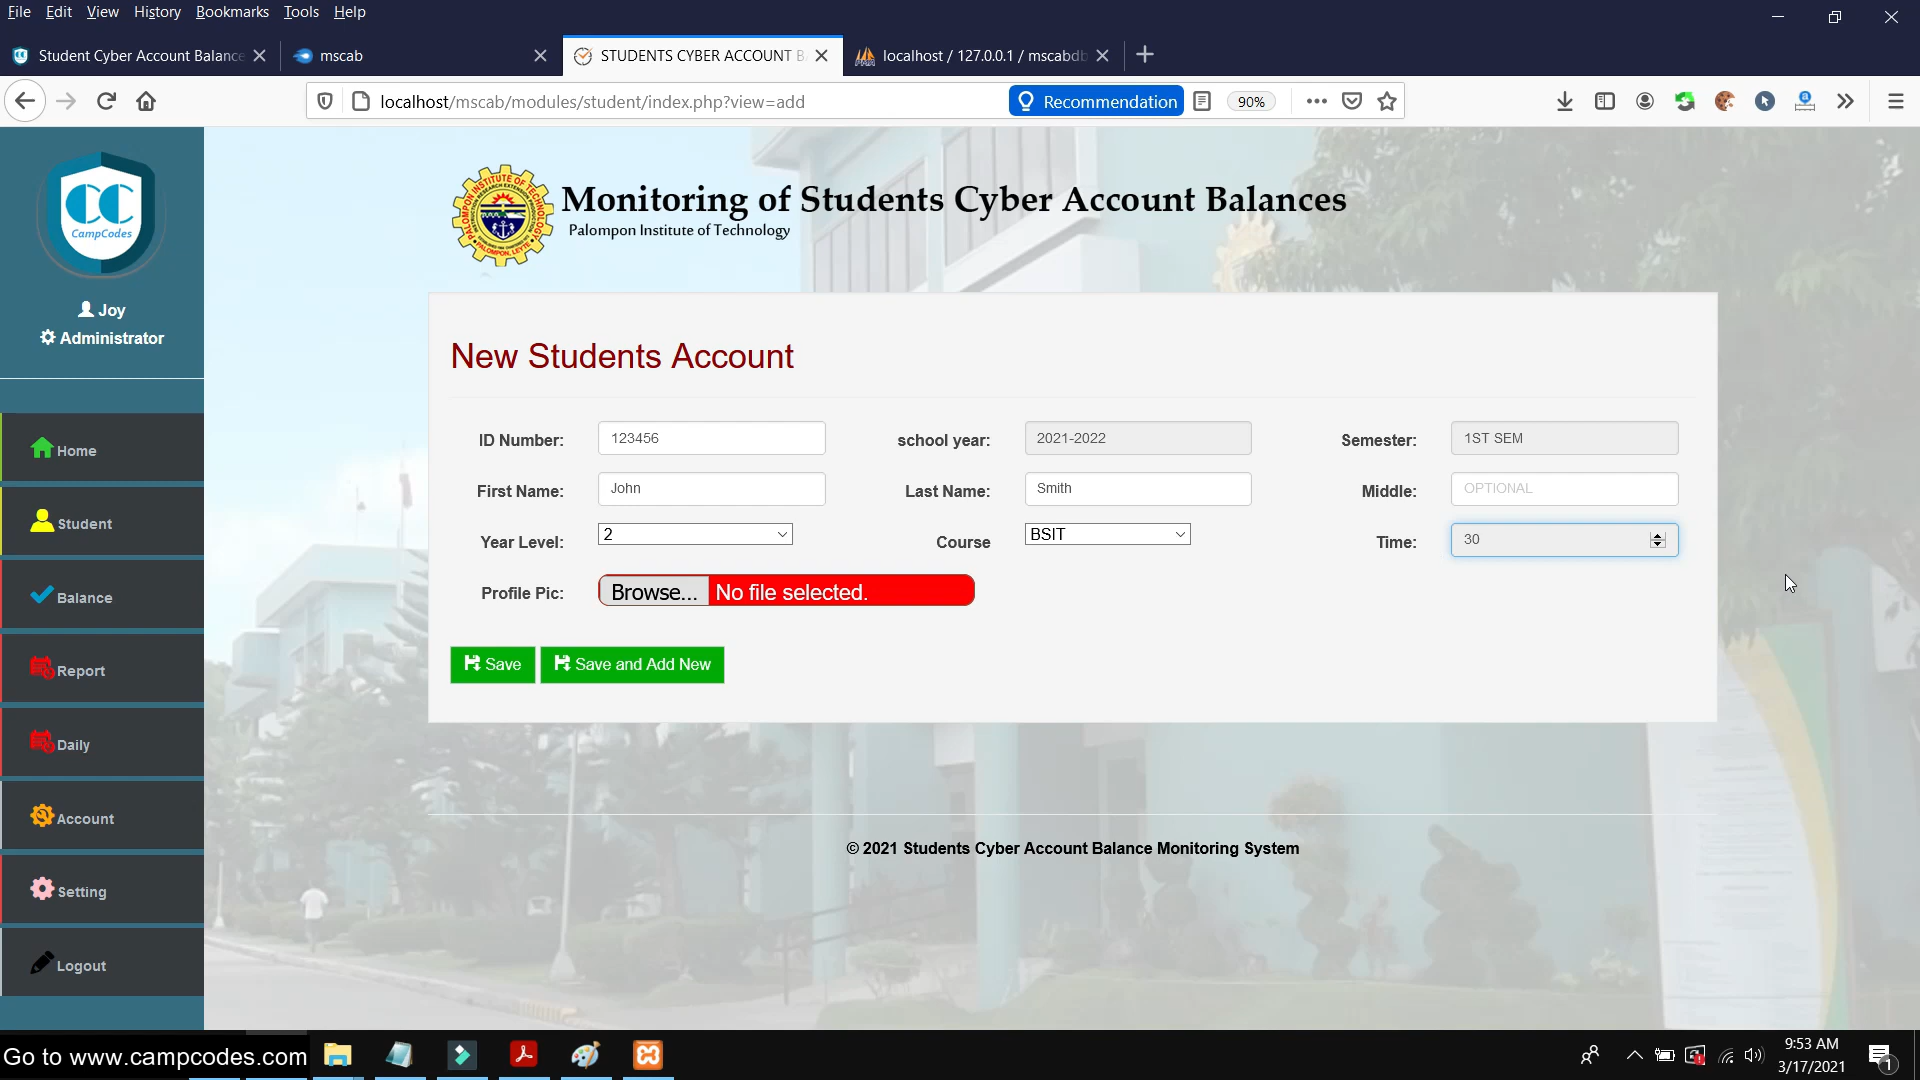 File Edit View History Bookmarks Tools Help
Student Cyber Account Balance
mscab
STUDENTS CYBER ACCOUNT B
localhost / 127.0.0.1 / mscabdb
localhost/mscab/modules/student/index.php?view=add
Recommendation
90%
CC
CampCodes
Joy
Administrator
Home
Student
Balance
Report
Daily
Account
Setting
Logout
Monitoring of Students Cyber Account Balances
Palompon Institute of Technology
New Students Account
ID Number: 123456 school year: 2021-2022 Semester: 1ST SEM
First Name: John Last Name: Smith Middle: OPTIONAL
Year Level: 2 Course BSIT Time: 30
Profile Pic: Browse... No file selected.
Save Save and Add New
© 2021 Students Cyber Account Balance Monitoring System
Go to www.campcodes.com
9:53 AM
3/17/2021
1